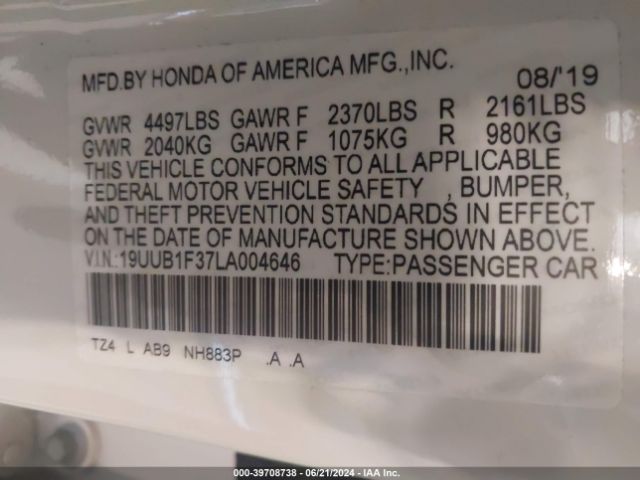 MFD.BY HONDA OF AMERICA MFG.,INC. 08/'19
GVWR 4497LBS GAWR F 2370LBS R 2161LBS
GVWR 2040KG GAWR F 1075KG R 980KG
THIS VEHICLE CONFORMS TO ALL APPLICABLE
FEDERAL MOTOR VEHICLE SAFETY , BUMPER,
AND THEFT PREVENTION STANDARDS IN EFFECT
ON THE DATE OF MANUFACTURE SHOWN ABOVE.
V.I.N.:19UUB1F37LA004646 TYPE:PASSENGER CAR
TZ4 L AB9 NH883P .A .A
000-39708738 - 06/21/2024 - IAA Inc.